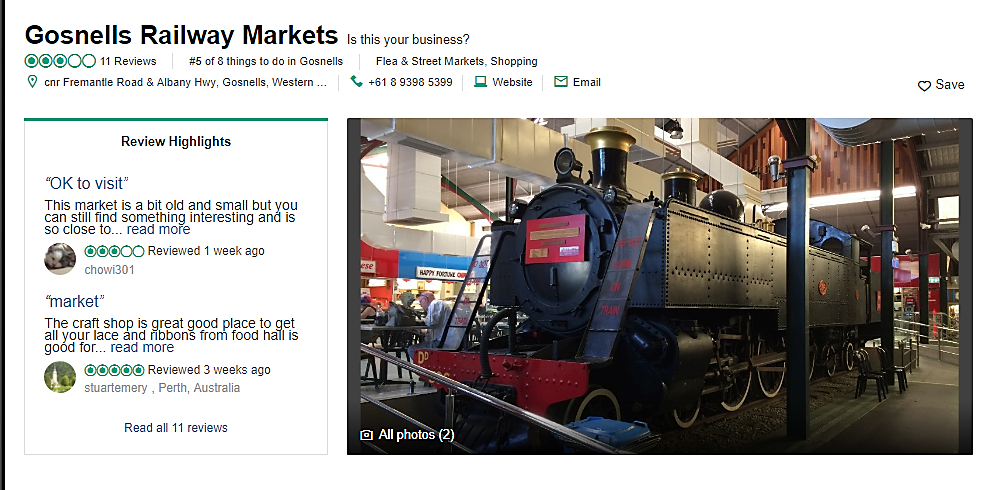 Gosnells Railway Markets Is this your business?
11 Reviews #5 of 8 things to do in Gosnells Flea & Street Markets, Shopping
cnr Fremantle Road & Albany Hwy, Gosnells, Western ... +61 8 9398 5399 Website Email
Save
Review Highlights
“OK to visit”
This market is a bit old and small but you
can still find something interesting and is
so close to... read more
Reviewed 1 week ago
chowi301
“market”
The craft shop is great good place to get
all your lace and ribbons from food hall is
good for... read more
Reviewed 3 weeks ago
stuartemery , Perth, Australia
Read all 11 reviews
HAPPY FORTUNE
TRAIN
TRAIN
DD
All photos (2)